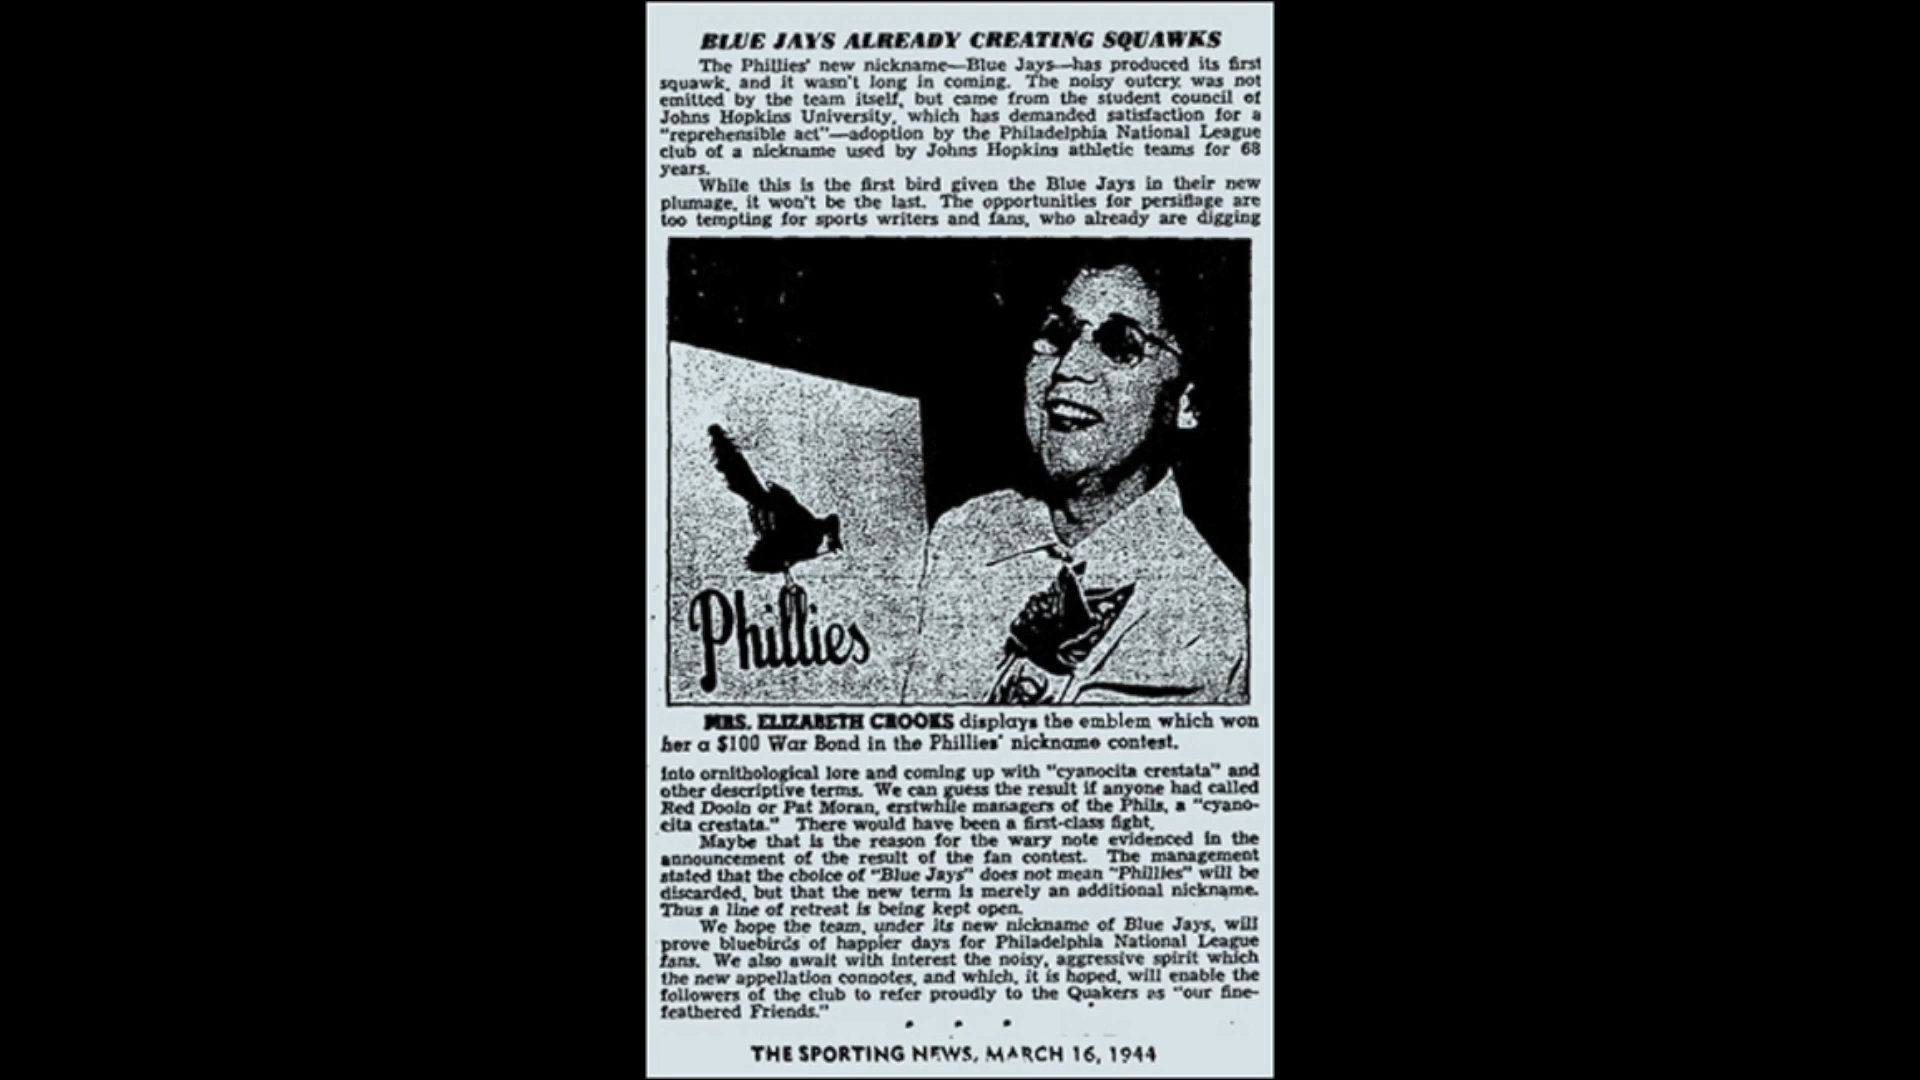 BLUE JAYS ALREADY CREATING SQUAWKS
The Phillies' new nickname—Blue Jays—has produced its first
squawk, and it wasn't long in coming. The noisy outcry was not
emitted by the team itself, but came from the student council of
Johns Hopkins University, which has demanded satisfaction for a
"reprehensible act"—adoption by the Philadelphia National League
club of a nickname used by Johns Hopkins athletic teams for 68
years.
While this is the first bird given the Blue Jays in their new
plumage, it won't be the last. The opportunities for persiflage are
too tempting for sports writers and fans, who already are digging
Phillies
MRS. ELIZABETH CROOKS displays the emblem which won
her a $100 War Bond in the Phillies' nickname contest.
into ornithological lore and coming up with "cyanocita crestata" and
other descriptive terms. We can guess the result if anyone had called
Red Dooin or Pat Moran, erstwhile managers of the Phils, a "cyano-
cita crestata." There would have been a first-class fight.
Maybe that is the reason for the wary note evidenced in the
announcement of the result of the fan contest. The management
stated that the choice of "Blue Jays" does not mean "Phillies" will be
discarded, but that the new term is merely an additional nickname.
Thus a line of retreat is being kept open.
We hope the team, under its new nickname of Blue Jays, will
prove bluebirds of happier days for Philadelphia National League
fans. We also await with interest the noisy, aggressive spirit which
the new appellation connotes, and which, it is hoped, will enable the
followers of the club to refer proudly to the Quakers as "our fine-
feathered Friends."
THE SPORTING NEWS, MARCH 16, 1944